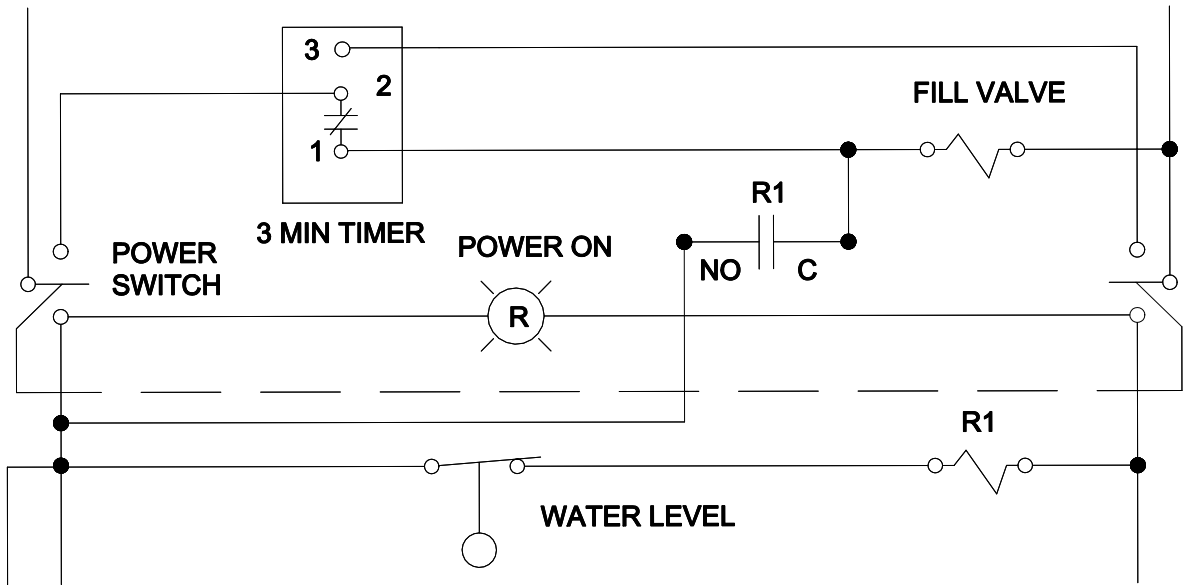 3
2
FILL VALVE
1
R1
3 MIN TIMER
POWER ON
POWER
SWITCH
NO
C
R
R1
WATER LEVEL